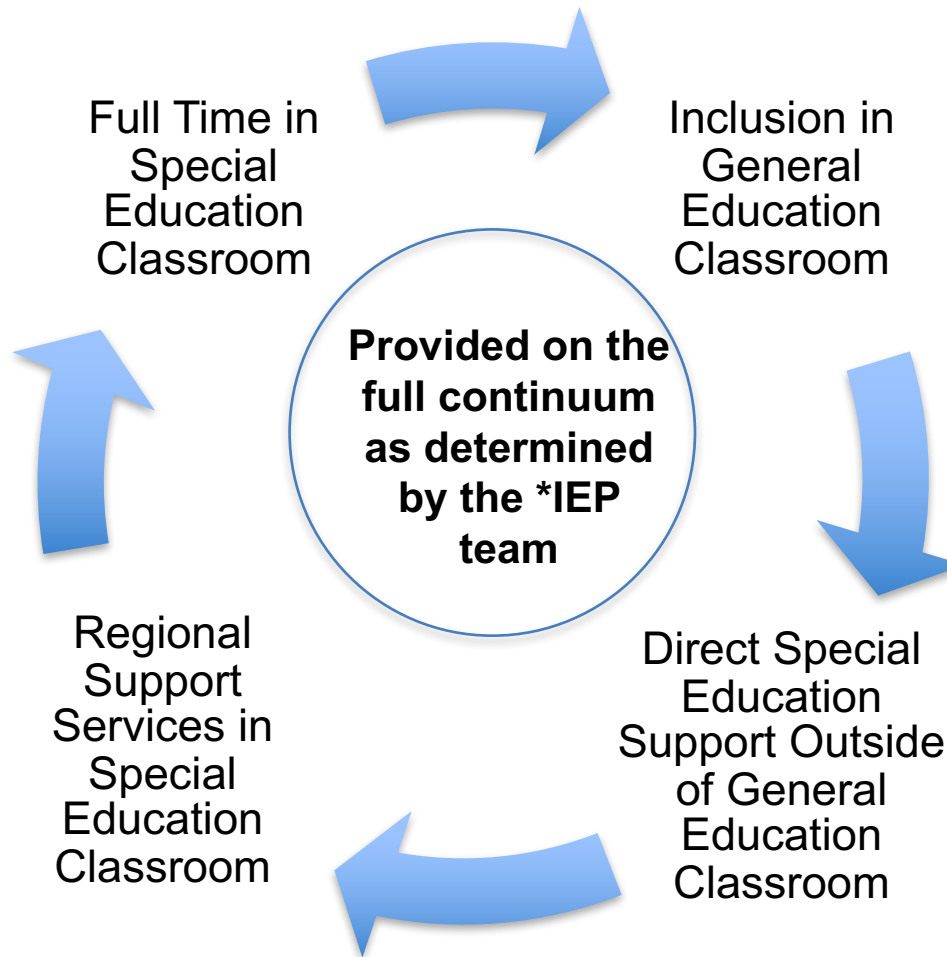 Full Time in
Special
Education
Classroom
Inclusion in
General
Education
Classroom
Provided on the
full continuum
as determined
by the *IEP
team
Direct Special
Education
Support Outside
of General
Education
Classroom
Regional
Support
Services in
Special
Education
Classroom